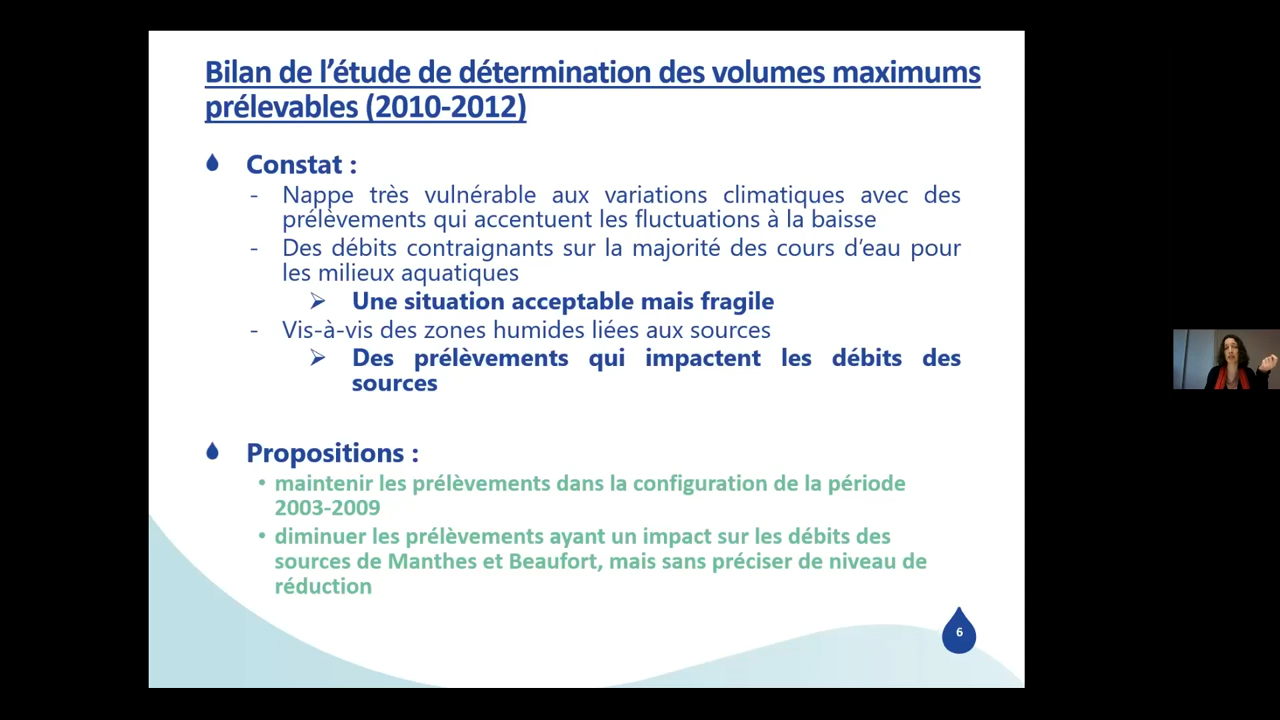 Bilan de l’étude de détermination des volumes maximums
prélevables (2010-2012)
Constat :
- Nappe très vulnérable aux variations climatiques avec des
prélèvements qui accentuent les fluctuations à la baisse
- Des débits contraignants sur la majorité des cours d’eau pour
les milieux aquatiques
➢ Une situation acceptable mais fragile
- Vis-à-vis des zones humides liées aux sources
➢ Des prélèvements qui impactent les débits des
sources
Propositions :
• maintenir les prélèvements dans la configuration de la période
2003-2009
• diminuer les prélèvements ayant un impact sur les débits des
sources de Manthes et Beaufort, mais sans préciser de niveau de
réduction
6